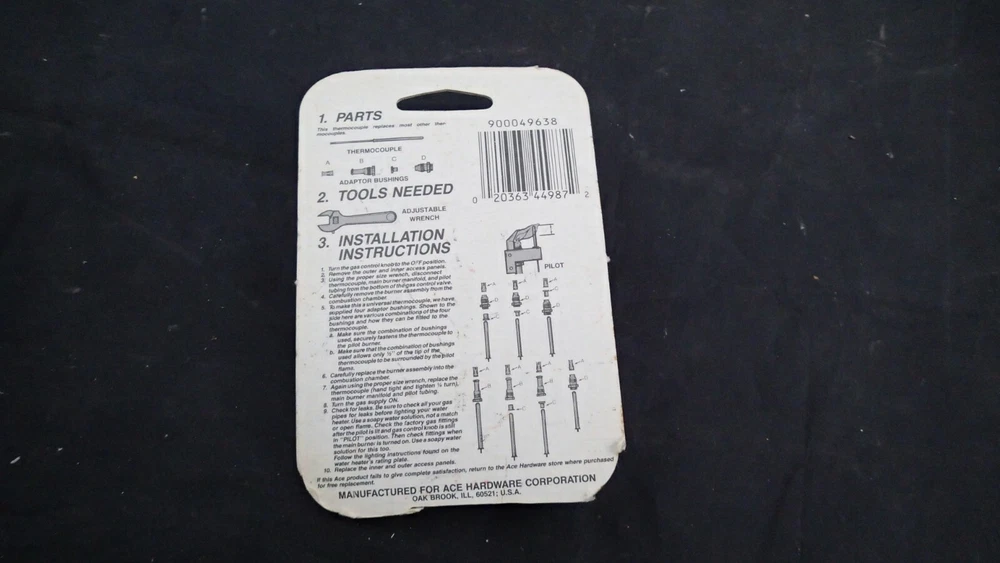 1. PARTS
This thermocouple replaces most other ther-
mocouples.
THERMOCOUPLE
A B C D
ADAPTOR BUSHINGS
2. TOOLS NEEDED
ADJUSTABLE
WRENCH
3. INSTALLATION
INSTRUCTIONS
1. Turn the gas control knob to the OFF position.
2. Remove the outer and inner access panels.
3. Using the proper size wrench, disconnect
thermocouple, main burner manifold, and pilot
tubing from the bottom of the gas control valve.
4. Carefully remove the burner assembly from the
combustion chamber.
5. To make this a universal thermocouple, we have
supplied four adaptor bushings. Shown to the
side here are various combinations of the four
bushings and how they can be fitted to the
thermocouple.
a. Make sure the combination of bushings
used, securely fastens the thermocouple to
the pilot burner.
b. Make sure that the combination of bushings
used allows only ½" of the tip of the
thermocouple to be surrounded by the pilot
flame.
6. Carefully replace the burner assembly into the
combustion chamber.
7. Again using the proper size wrench, replace the
thermocouple (hand tight and tighten ¼ turn),
main burner manifold and pilot tubing.
8. Turn the gas supply ON.
9. Check for leaks. Be sure to check all your gas
pipes for leaks before lighting your water
heater. Use a soapy water solution, not a match
or open flame. Check the factory gas fittings
after the pilot is lit and gas control knob is still
in "PILOT" position. Then check fittings when
the main burner is turned on. Use a soapy water
solution for this too.
Follow the lighting instructions found on the
water heater's rating plate.
10. Replace the inner and outer access panels.
If this Ace product fails to give complete satisfaction, return to the Ace Hardware store where purchased
for free replacement.
MANUFACTURED FOR ACE HARDWARE CORPORATION
OAK BROOK, ILL, 60521; U.S.A.
900049638
0 20363 44987 2
PILOT